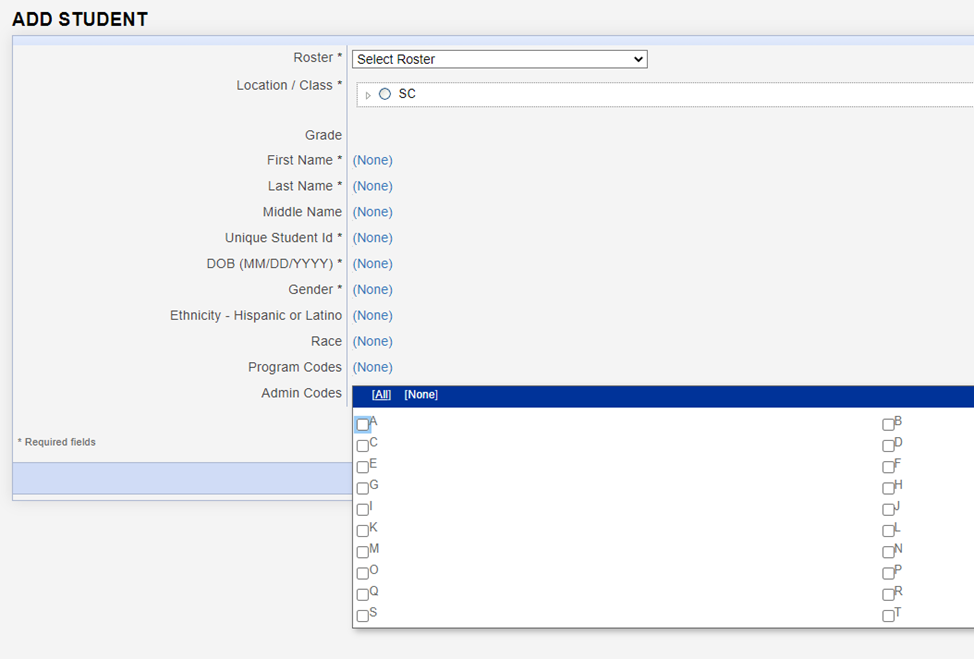 ADD STUDENT
Roster * Select Roster
Location / Class * SC
Grade
First Name * (None)
Last Name * (None)
Middle Name (None)
Unique Student Id * (None)
DOB (MM/DD/YYYY) * (None)
Gender * (None)
Ethnicity - Hispanic or Latino (None)
Race (None)
Program Codes (None)
Admin Codes [All] [None]
A B
C D
* Required fields
E F
G H
I J
K L
M N
O P
Q R
S T